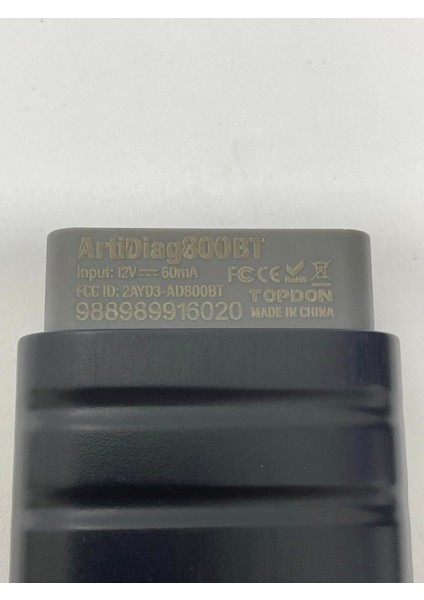 ArtiDiag800BT
Input: 12V⎓60mA
FCC ID: 2AYD3-AD800BT
988989916020
FC CE RoHS
TOPDON
MADE IN CHINA